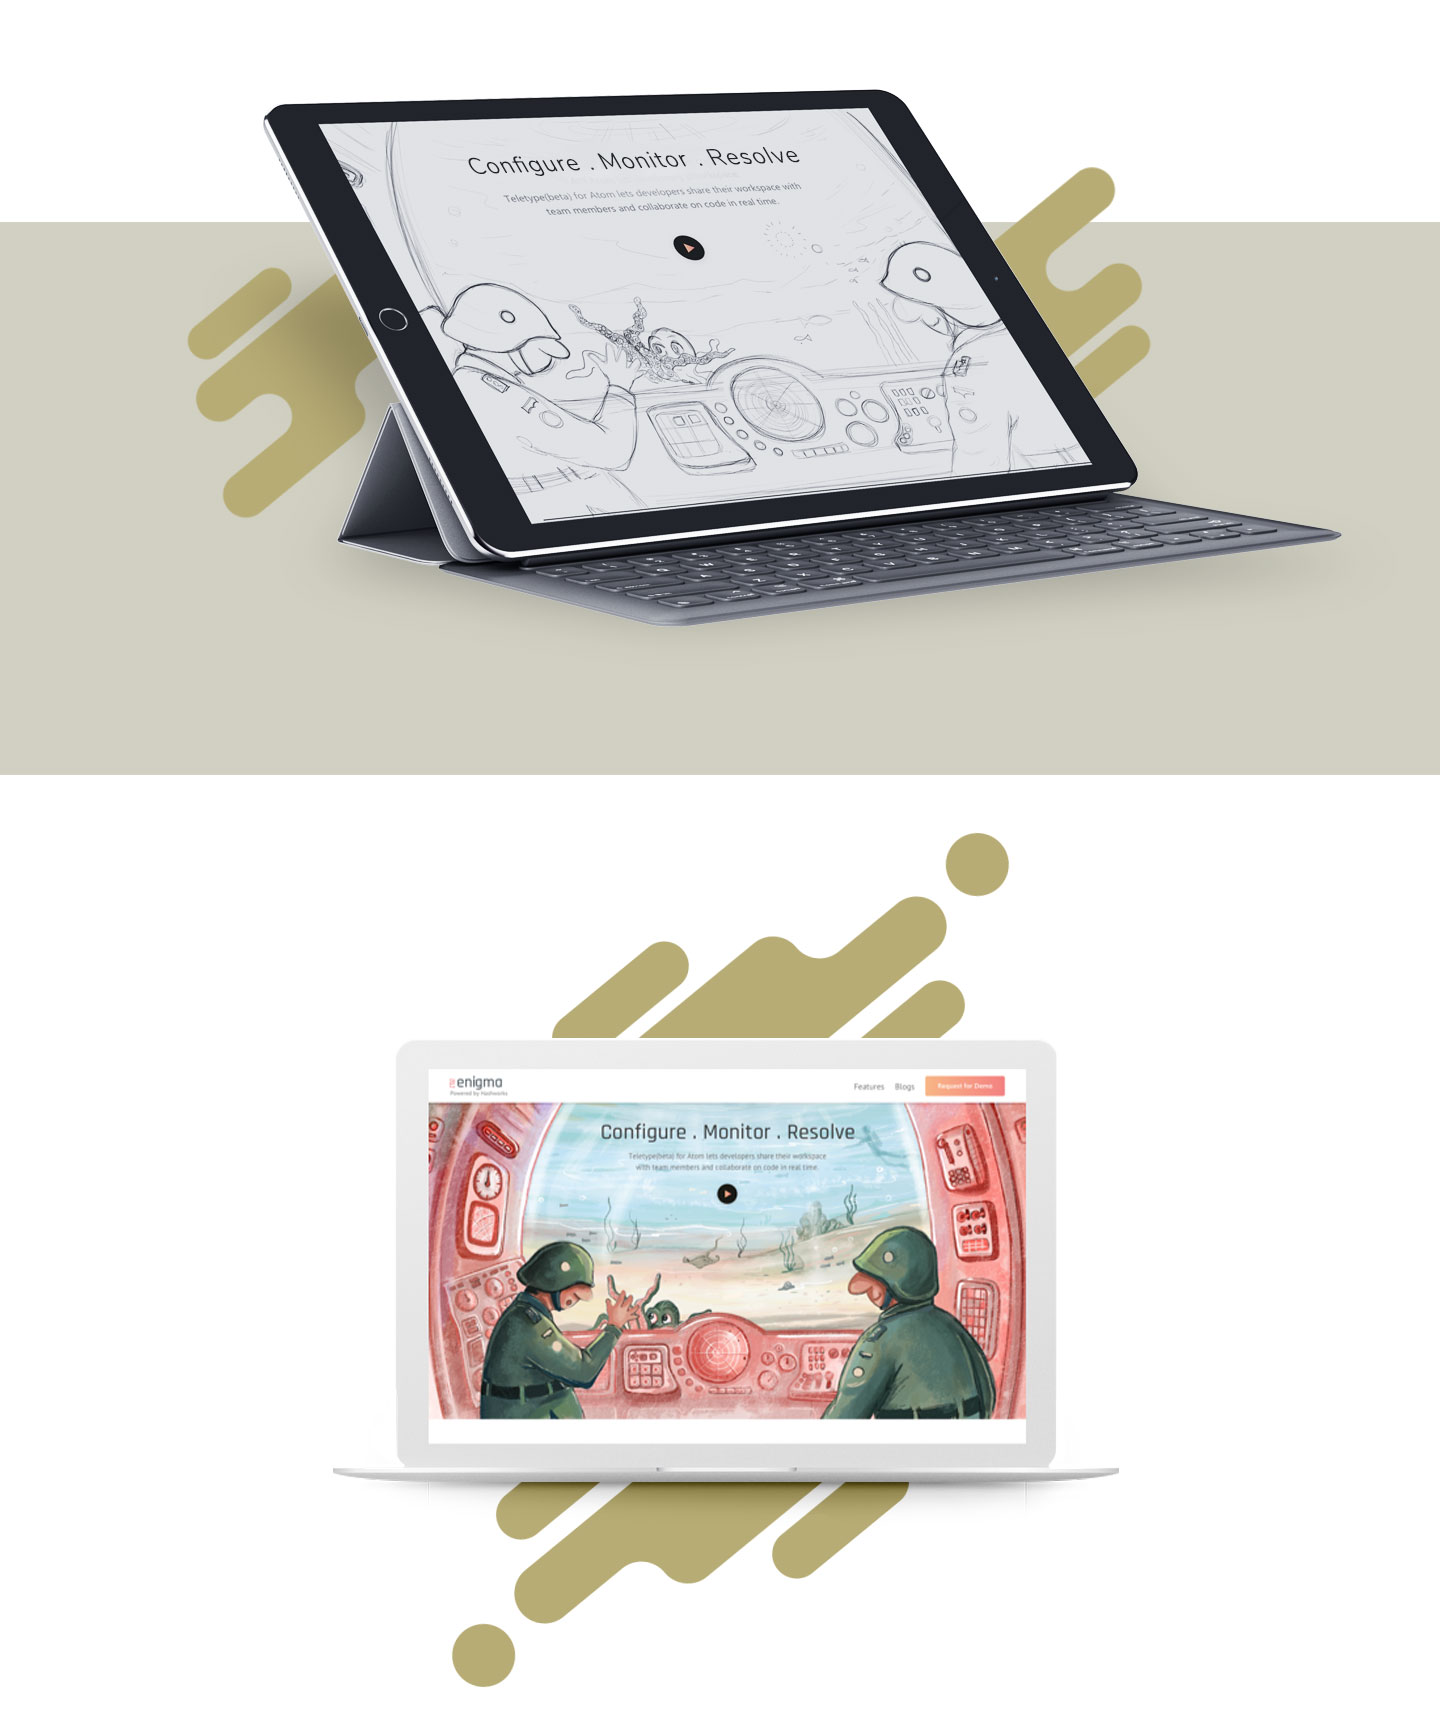 Configure . Monitor . Resolve
Teletype(beta) for Atom lets developers share their workspace with
team members and collaborate on code in real time.
enigma
Powered by Hashworks
Features Blogs Request for Demo
Configure . Monitor . Resolve
Teletype(beta) for Atom lets developers share their workspace
with team members and collaborate on code in real time.